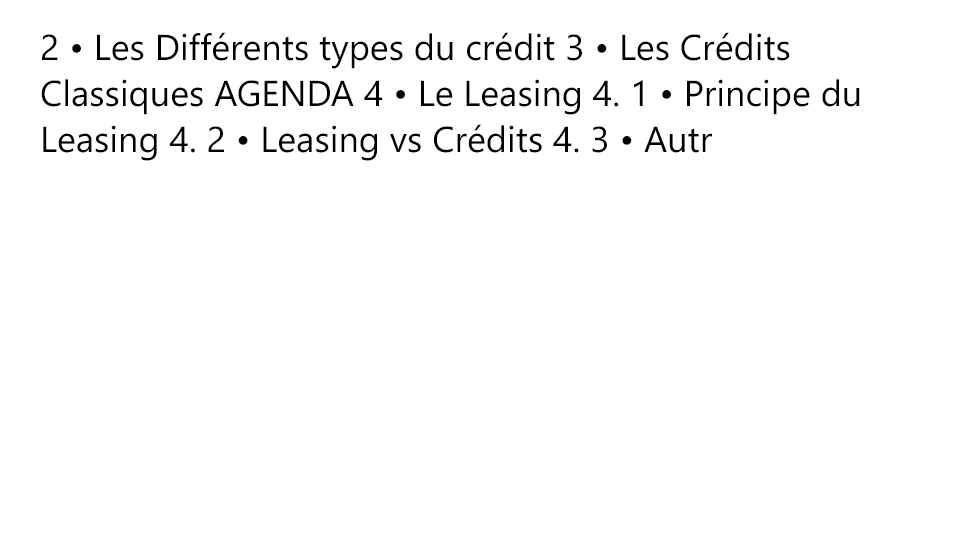 2 • Les Différents types du crédit 3 • Les Crédits
Classiques AGENDA 4 • Le Leasing 4. 1 • Principe du
Leasing 4. 2 • Leasing vs Crédits 4. 3 • Autr